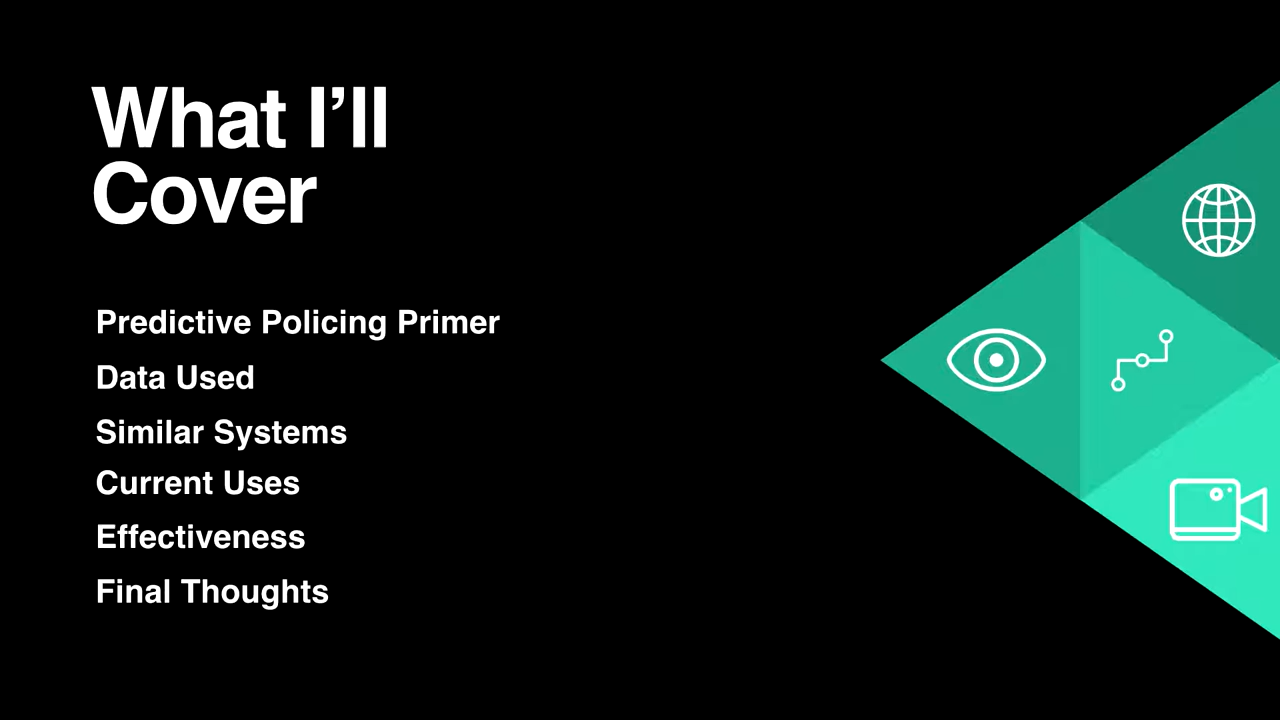 What I’ll
Cover
Predictive Policing Primer
Data Used
Similar Systems
Current Uses
Effectiveness
Final Thoughts